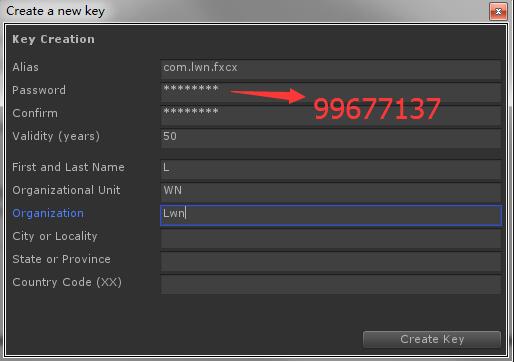 Create a new key
Key Creation
Alias com.lwn.fxcx
Password ********
99677137
Confirm ********
Validity (years) 50
First and Last Name L
Organizational Unit WN
Organization Lwn
City or Locality
State or Province
Country Code (XX)
Create Key